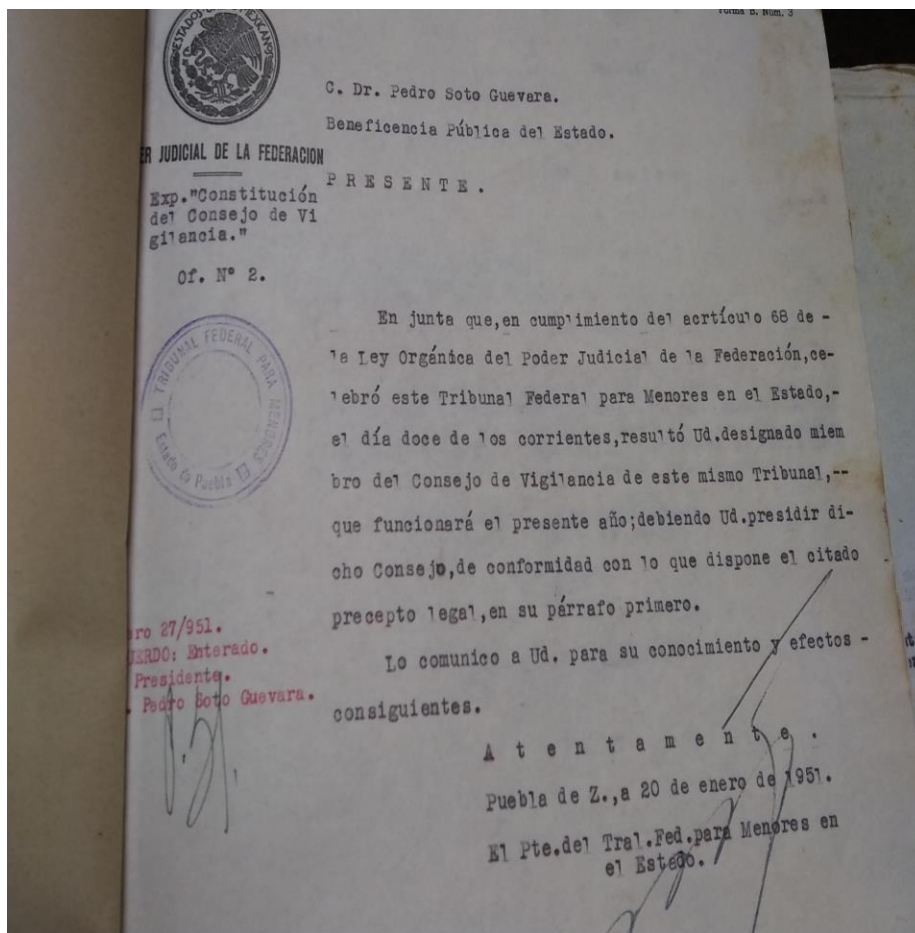 Forma B. Núm. 3
C. Dr. Pedro Soto Guevara.
Beneficencia Pública del Estado.
P R E S E N T E .
JUDICIAL DE LA FEDERACION
Exp."Constitución
del Consejo de Vi
gilancia."
Of. Nº 2.
TRIBUNAL FEDERAL PARA MENORES
Estado de Puebla
En junta que,en cumplimiento del acrtículo 68 de -
la Ley Orgánica del Poder Judicial de la Federación,ce-
lebró este Tribunal Federal para Menores en el Estado,-
el día doce de los corrientes,resultó Ud.designado miem
bro del Consejo de Vigilancia de este mismo Tribunal,--
que funcionará el presente año;debiendo Ud.presidir di-
cho Consejo,de conformidad con lo que dispone el citado
precepto legal,en su párrafo primero.
Lo comunico a Ud. para su conocimiento y efectos -
consiguientes.
A t e n t a m e n t e .
Puebla de Z.,a 20 de enero de 1951.
El Pte.del Tral.Fed.para Menores en
el Estado.
ero 27/951.
UERDO: Enterado.
Presidente.
. Pedro Soto Guevara.